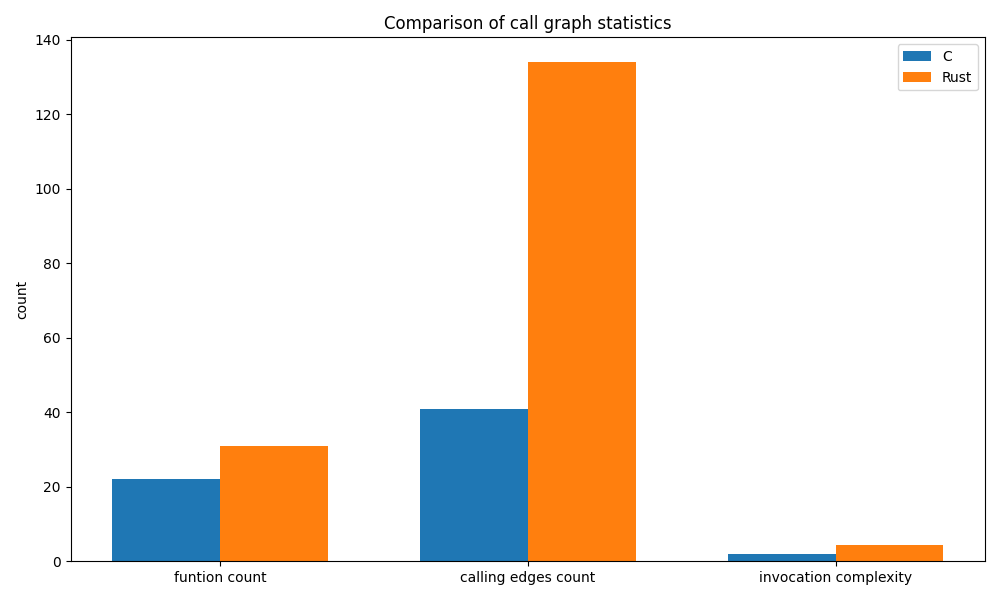 Comparison of call graph statistics
C
Rust
count
140
120
100
80
60
40
20
0
funtion count
calling edges count
invocation complexity